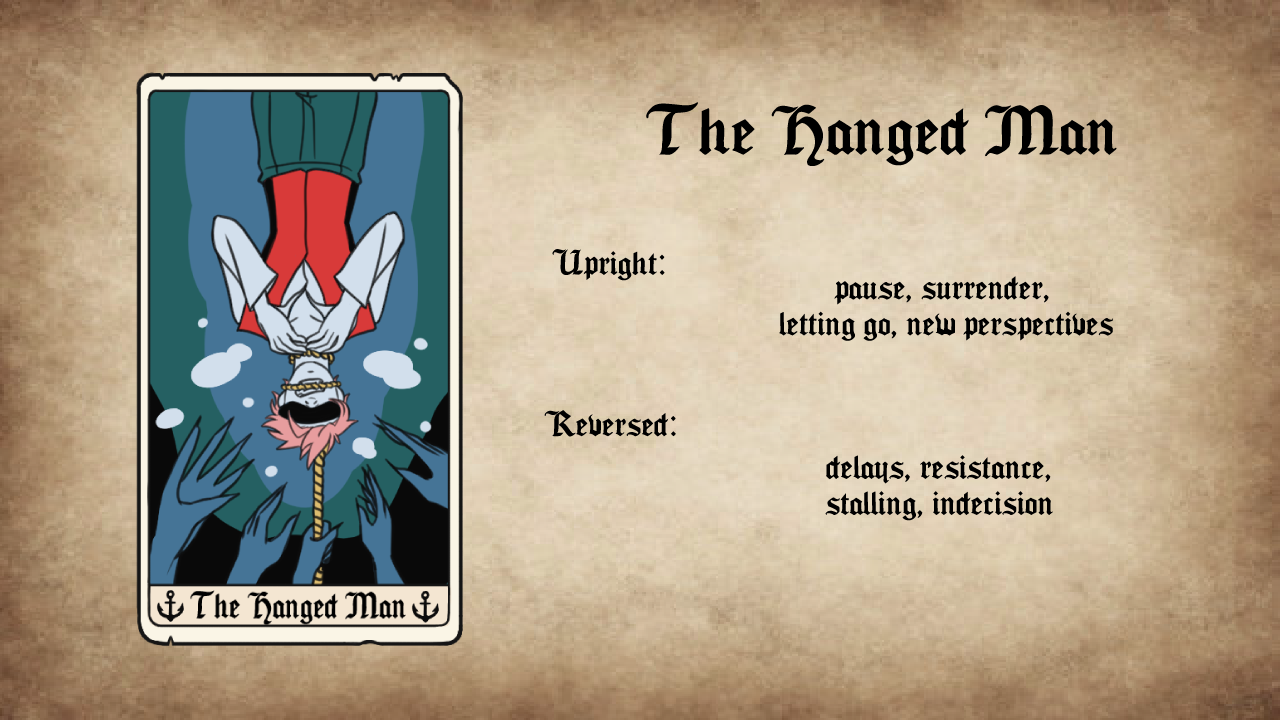 The Hanged Man
Upright:
pause, surrender,
letting go, new perspectives
Reversed:
delays, resistance,
stalling, indecision
The Hanged Man